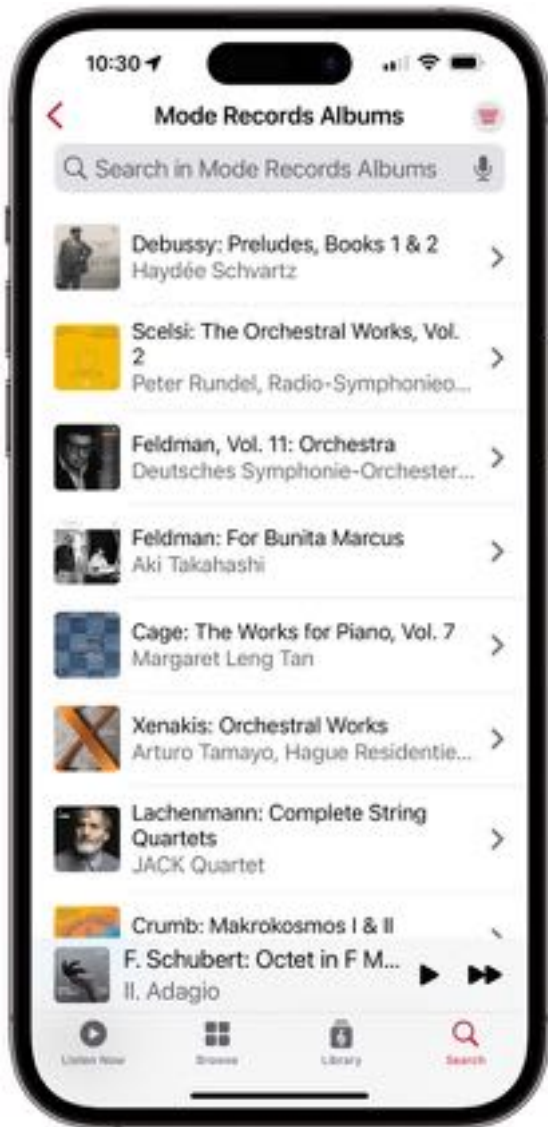 10:30
Mode Records Albums
Search in Mode Records Albums
Debussy: Preludes, Books 1 & 2
Haydée Schvartz
Scelsi: The Orchestral Works, Vol.
2
Peter Rundel, Radio-Symphonieo...
Feldman, Vol. 11: Orchestra
Deutsches Symphonie-Orchester...
Feldman: For Bunita Marcus
Aki Takahashi
Cage: The Works for Piano, Vol. 7
Margaret Leng Tan
Xenakis: Orchestral Works
Arturo Tamayo, Hague Residentie...
Lachenmann: Complete String
Quartets
JACK Quartet
Crumb: Makrokosmos I & II
F. Schubert: Octet in F M...
II. Adagio
Listen Now
Browse
Library
Search